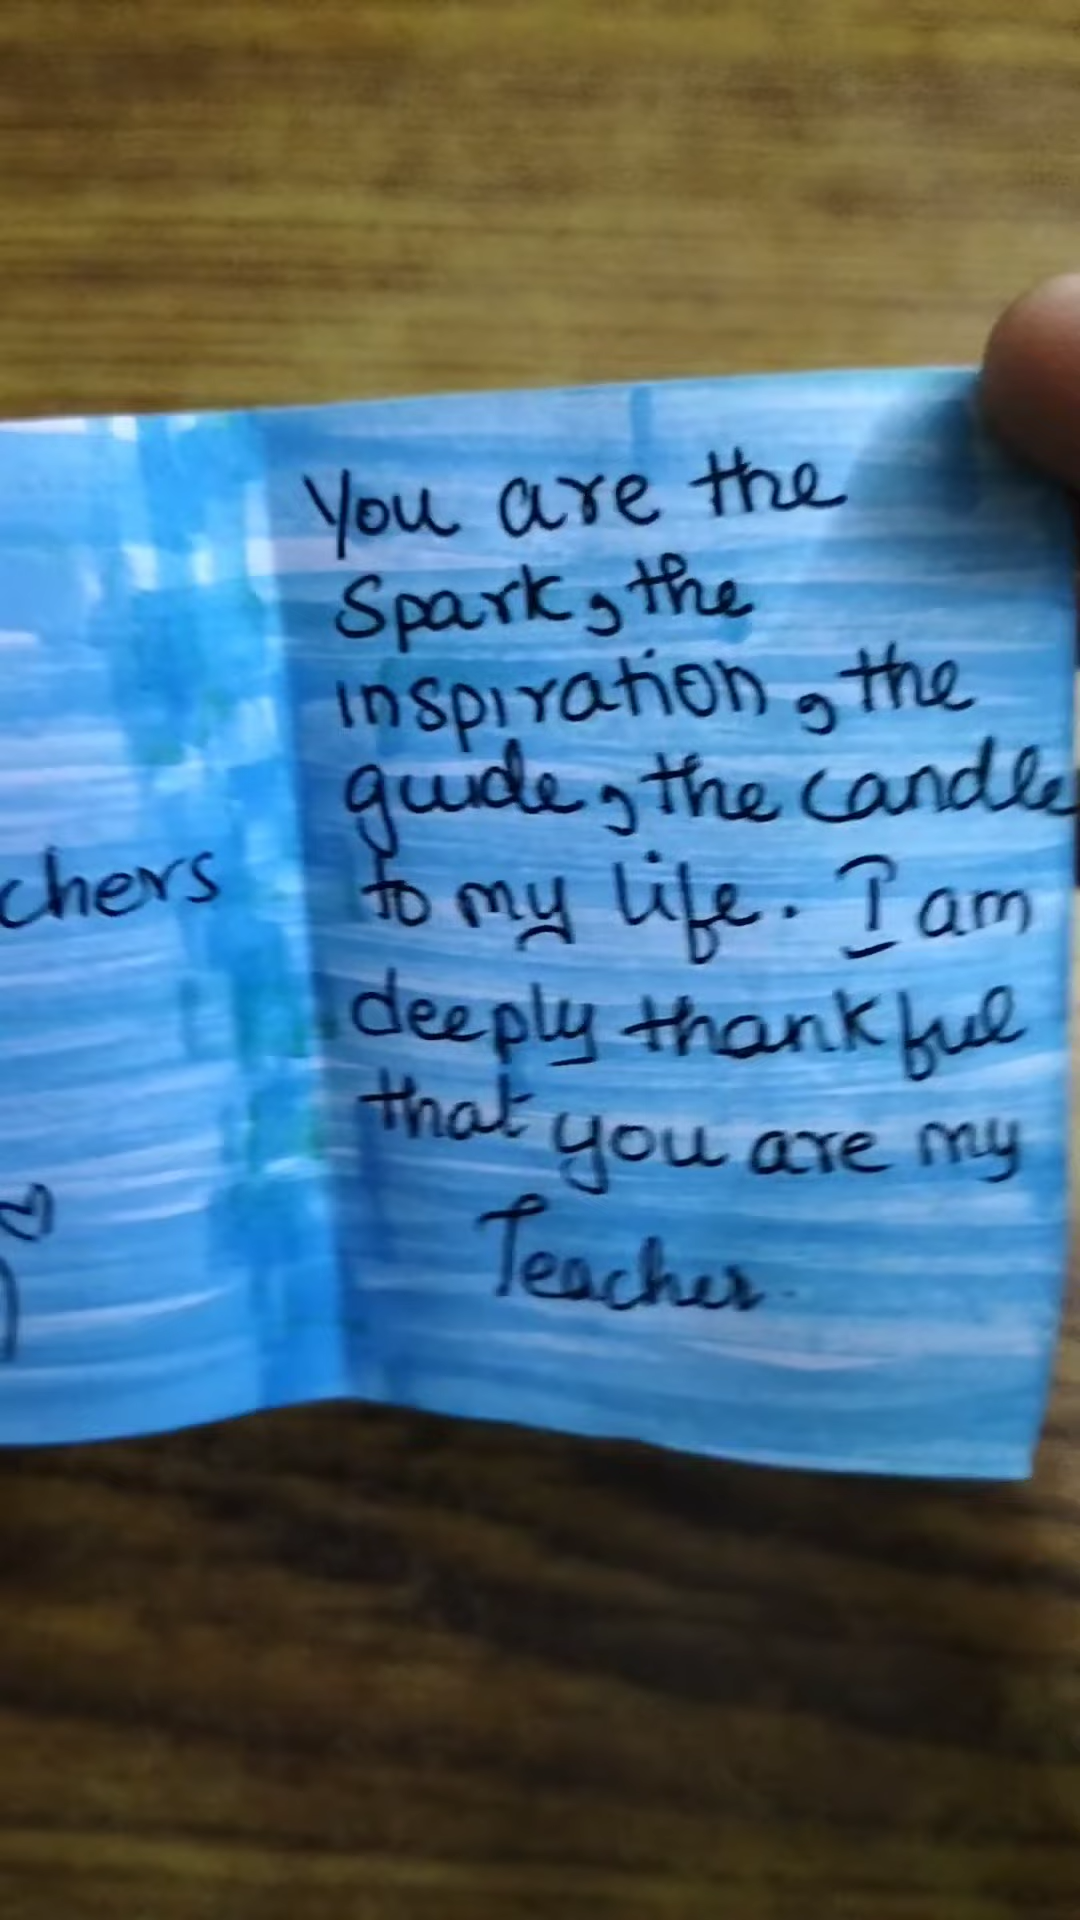 chers
You are the
Spark, the
inspiration, the
guide, the candle
to my life. I am
deeply thankful
that you are my
Teacher.